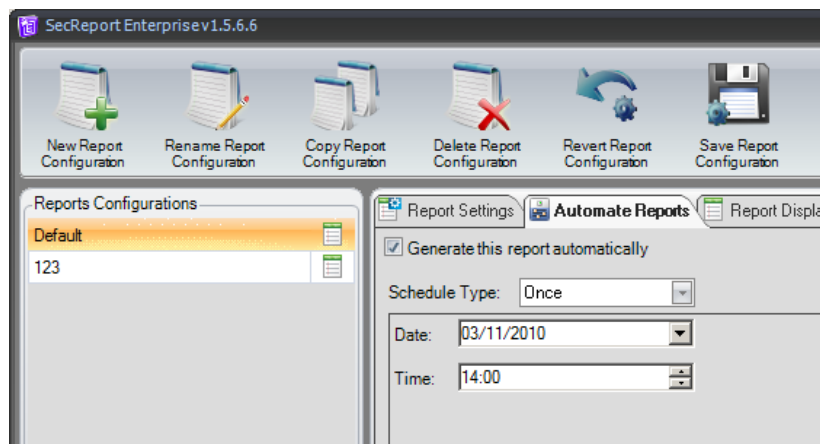 SecReport Enterprise v1.5.6.6
New Report Configuration
Rename Report Configuration
Copy Report Configuration
Delete Report Configuration
Revert Report Configuration
Save Report Configuration
Reports Configurations
Default
123
Report Settings
Automate Reports
Report Displa
Generate this report automatically
Schedule Type: Once
Date: 03/11/2010
Time: 14:00